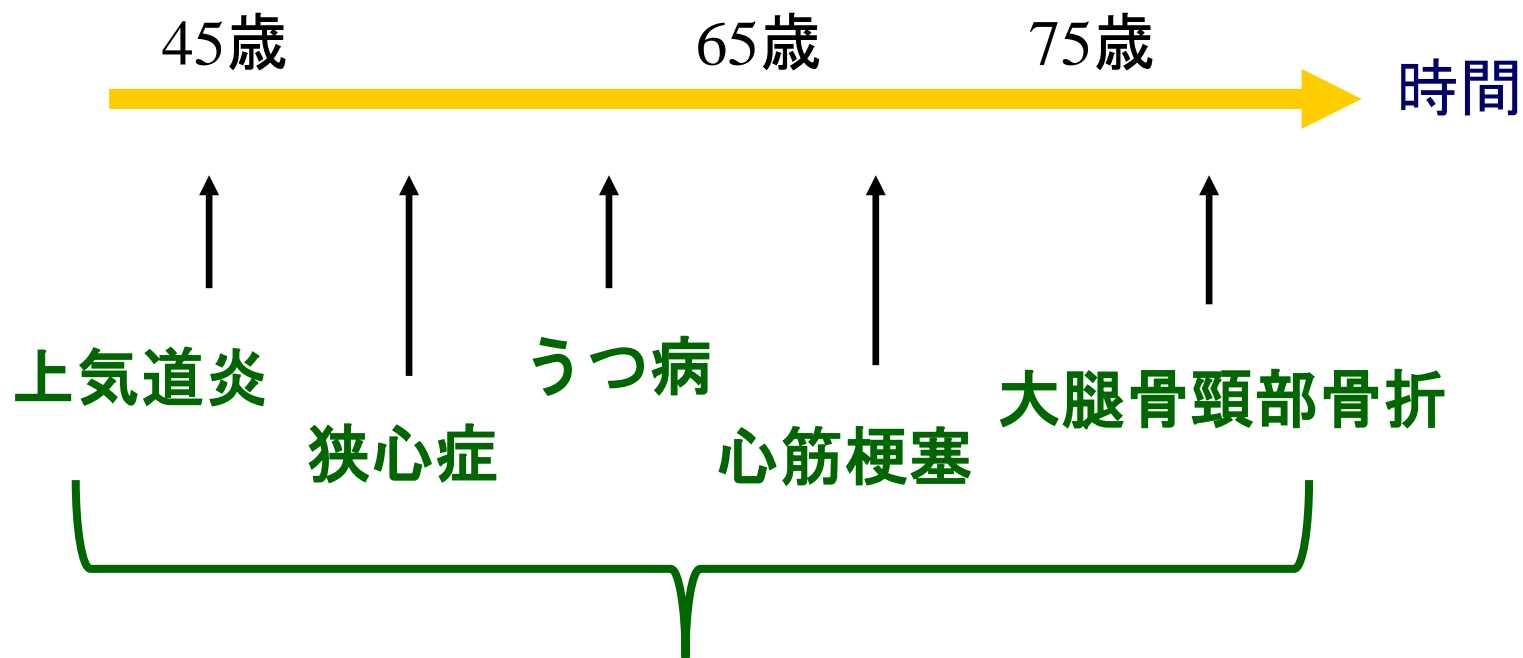 45歳
65歳
75歳
時間
上気道炎
狭心症
うつ病
心筋梗塞
大腿骨頸部骨折